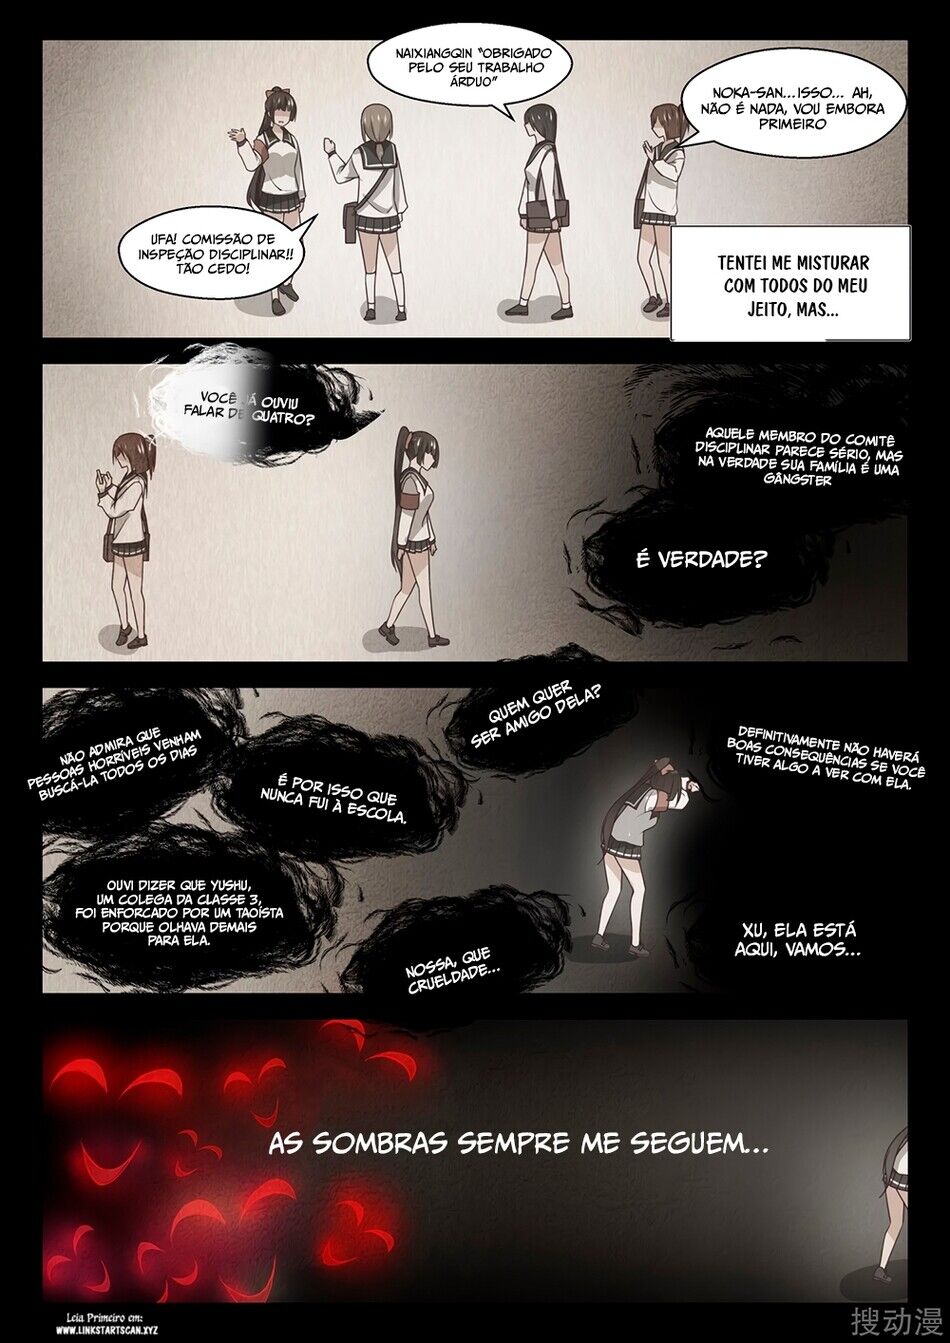 NAIXIANGQIN "OBRIGADO
PELO SEU TRABALHO
ÁRDUO"
NOKA-SAN...ISSO... AH,
NÃO É NADA, VOU EMBORA
PRIMEIRO
UFA! COMISSÃO DE
INSPEÇÃO DISCIPLINAR!!
TÃO CEDO!
TENTEI ME MISTURAR
COM TODOS DO MEU
JEITO, MAS...
VOCÊ JÁ OUVIU
FALAR DE QUATRO?
AQUELE MEMBRO DO COMITÊ
DISCIPLINAR PARECE SÉRIO, MAS
NA VERDADE SUA FAMÍLIA É UMA
GÂNGSTER
É VERDADE?
NÃO ADMIRA QUE
PESSOAS HORRÍVEIS VENHAM
BUSCÁ-LA TODOS OS DIAS
É POR ISSO QUE
NUNCA FUI À ESCOLA.
QUEM QUER
SER AMIGO DELA?
DEFINITIVAMENTE NÃO HAVERÁ
BOAS CONSEQUÊNCIAS SE VOCÊ
TIVER ALGO A VER COM ELA.
OUVI DIZER QUE YUSHU,
UM COLEGA DA CLASSE 3,
FOI ENFORCADO POR UM TAOÍSTA
PORQUE OLHAVA DEMAIS
PARA ELA.
NOSSA, QUE
CRUELDADE...
XU, ELA ESTÁ
AQUI, VAMOS...
AS SOMBRAS SEMPRE ME SEGUEM...
Leia Primeiro em:
WWW.LINKSTARTSCAN.XYZ
搜动漫